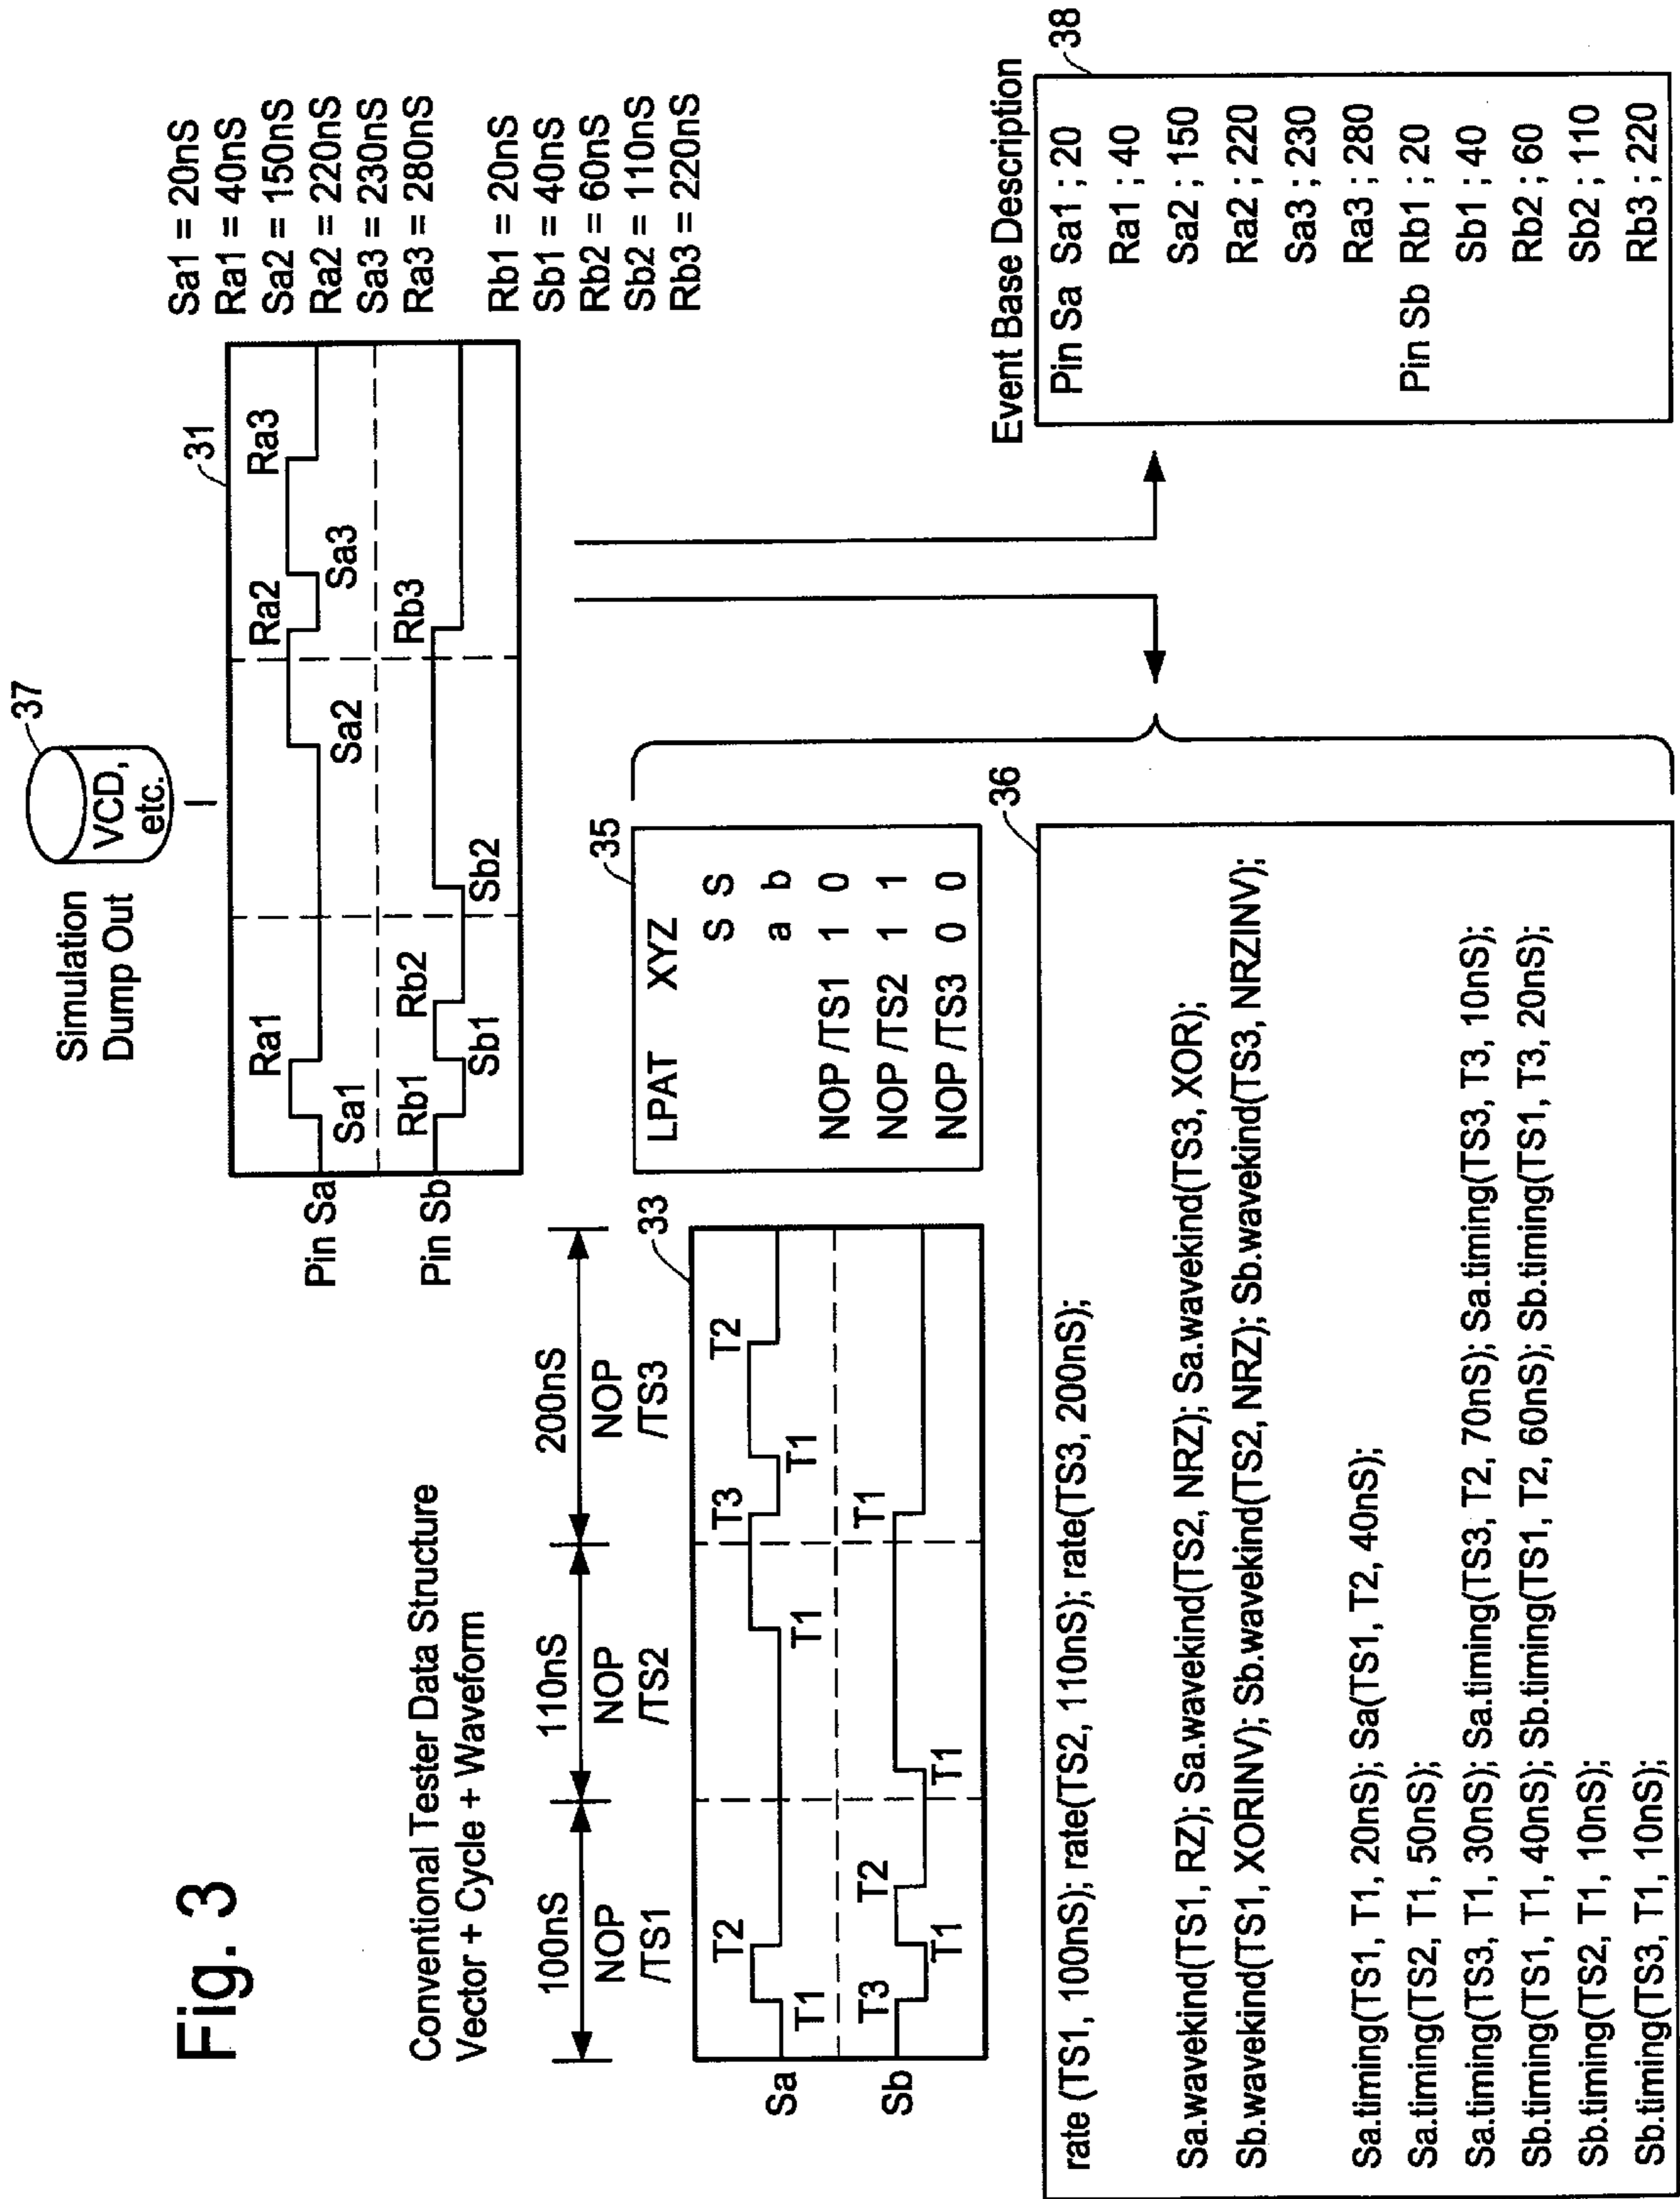 Fig. 3
Conventional Tester Data Structure
Vector + Cycle + Waveform
100nS
NOP
/TS1
110nS
NOP
/TS2
200nS
NOP
/TS3
33
Sa
T1
T2
T1
T3
T1
T2
Sb
T3
T1
T2
T1
T1
Simulation
Dump Out
VCD,
etc.
37
31
Pin Sa
Sa1
Ra1
Sa2
Ra2
Sa3
Ra3
Pin Sb
Rb1
Sb1
Rb2
Sb2
Rb3
Sa1 = 20nS
Ra1 = 40nS
Sa2 = 150nS
Ra2 = 220nS
Sa3 = 230nS
Ra3 = 280nS
Rb1 = 20nS
Sb1 = 40nS
Rb2 = 60nS
Sb2 = 110nS
Rb3 = 220nS
35
LPAT XYZ
S S
a b
NOP /TS1 1 0
NOP /TS2 1 1
NOP /TS3 0 0
36
rate (TS1, 100nS); rate(TS2, 110nS); rate(TS3, 200nS);
Sa.wavekind(TS1, RZ); Sa.wavekind(TS2, NRZ); Sa.wavekind(TS3, XOR);
Sb.wavekind(TS1, XORINV); Sb.wavekind(TS2, NRZ); Sb.wavekind(TS3, NRZINV);
Sa.timing(TS1, T1, 20nS); Sa(TS1, T2, 40nS);
Sa.timing(TS2, T1, 50nS);
Sa.timing(TS3, T1, 30nS); Sa.timing(TS3, T2, 70nS); Sa.timing(TS3, T3, 10nS);
Sb.timing(TS1, T1, 40nS); Sb.timing(TS1, T2, 60nS); Sb.timing(TS1, T3, 20nS);
Sb.timing(TS2, T1, 10nS);
Sb.timing(TS3, T1, 10nS);
Event Base Description
38
Pin Sa Sa1 ; 20
Ra1 ; 40
Sa2 ; 150
Ra2 ; 220
Sa3 ; 230
Ra3 ; 280
Pin Sb Rb1 ; 20
Sb1 ; 40
Rb2 ; 60
Sb2 ; 110
Rb3 ; 220